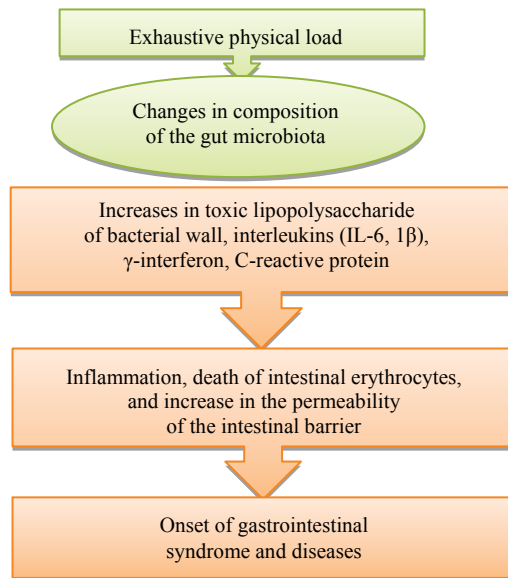 Exhaustive physical load
Changes in composition
of the gut microbiota
Increases in toxic lipopolysaccharide
of bacterial wall, interleukins (IL-6, 1β),
γ-interferon, C-reactive protein
Inflammation, death of intestinal erythrocytes,
and increase in the permeability
of the intestinal barrier
Onset of gastrointestinal
syndrome and diseases